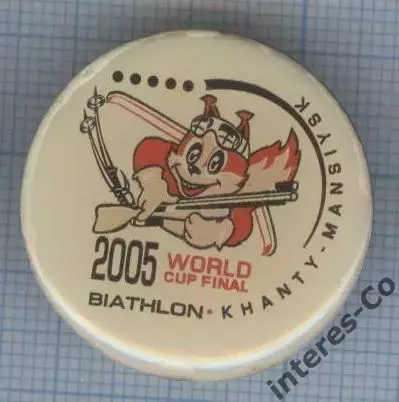 2005 WORLD
CUP FINAL
BIATHLON • KHANTY-MANSIYSK
interes-Co